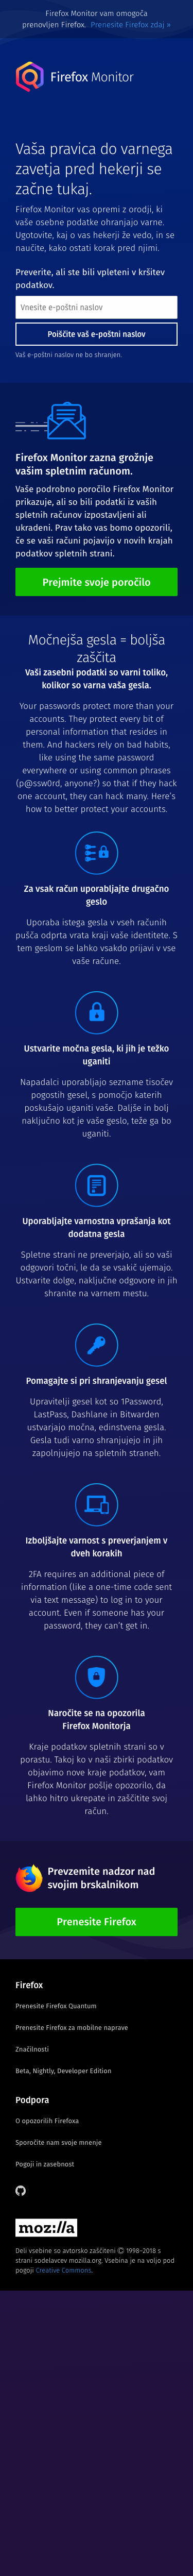 Firefox Monitor vam omogoča
prenovljen Firefox. Prenesite Firefox zdaj »
Firefox Monitor
Vaša pravica do varnega
zavetja pred hekerji se
začne tukaj.
Firefox Monitor vas opremi z orodji, ki
vaše osebne podatke ohranjajo varne.
Ugotovite, kaj o vas hekerji že vedo, in se
naučite, kako ostati korak pred njimi.
Preverite, ali ste bili vpleteni v kršitev
podatkov.
Vnesite e-poštni naslov
Poiščite vaš e-poštni naslov
Vaš e-poštni naslov ne bo shranjen.
Firefox Monitor zazna grožnje
vašim spletnim računom.
Vaše podrobno poročilo Firefox Monitor
prikazuje, ali so bili podatki iz vaših
spletnih računov izpostavljeni ali
ukradeni. Prav tako vas bomo opozorili,
če se vaši računi pojavijo v novih krajah
podatkov spletnih strani.
Prejmite svoje poročilo
Močnejša gesla = boljša
zaščita
Vaši zasebni podatki so varni toliko,
kolikor so varna vaša gesla.
Your passwords protect more than your
accounts. They protect every bit of
personal information that resides in
them. And hackers rely on bad habits,
like using the same password
everywhere or using common phrases
(p@ssw0rd, anyone?) so that if they hack
one account, they can hack many. Here's
how to better protect your accounts.
Za vsak račun uporabljajte drugačno
geslo
Uporaba istega gesla v vseh računih
pušča odprta vrata kraji vaše identitete. S
tem geslom se lahko vsakdo prijavi v vse
vaše račune.
Ustvarite močna gesla, ki jih je težko
uganiti
Napadalci uporabljajo sezname tisočev
pogostih gesel, s pomočjo katerih
poskušajo uganiti vaše. Daljše in bolj
naključno kot je vaše geslo, teže ga bo
uganiti.
Uporabljajte varnostna vprašanja kot
dodatna gesla
Spletne strani ne preverjajo, ali so vaši
odgovori točni, le da se vsakič ujemajo.
Ustvarite dolge, naključne odgovore in jih
shranite na varnem mestu.
Pomagajte si pri shranjevanju gesel
Upravitelji gesel kot so 1Password,
LastPass, Dashlane in Bitwarden
ustvarjajo močna, edinstvena gesla.
Gesla tudi varno shranjujejo in jih
zapolnjujejo na spletnih straneh.
Izboljšajte varnost s preverjanjem v
dveh korakih
2FA requires an additional piece of
information (like a one-time code sent
via text message) to log in to your
account. Even if someone has your
password, they can't get in.
Naročite se na opozorila
Firefox Monitorja
Kraje podatkov spletnih strani so v
porastu. Takoj ko v naši zbirki podatkov
objavimo nove kraje podatkov, vam
Firefox Monitor pošlje opozorilo, da
lahko hitro ukrepate in zaščitite svoj
račun.
Prevzemite nadzor nad
svojim brskalnikom
Prenesite Firefox
Firefox
Prenesite Firefox Quantum
Prenesite Firefox za mobilne naprave
Značilnosti
Beta, Nightly, Developer Edition
Podpora
O opozorilih Firefoxa
Sporočite nam svoje mnenje
Pogoji in zasebnost
moz://a
Deli vsebine so avtorsko zaščiteni © 1998-2018 s
strani sodelavcev mozilla.org. Vsebina je na voljo pod
pogoji Creative Commons.